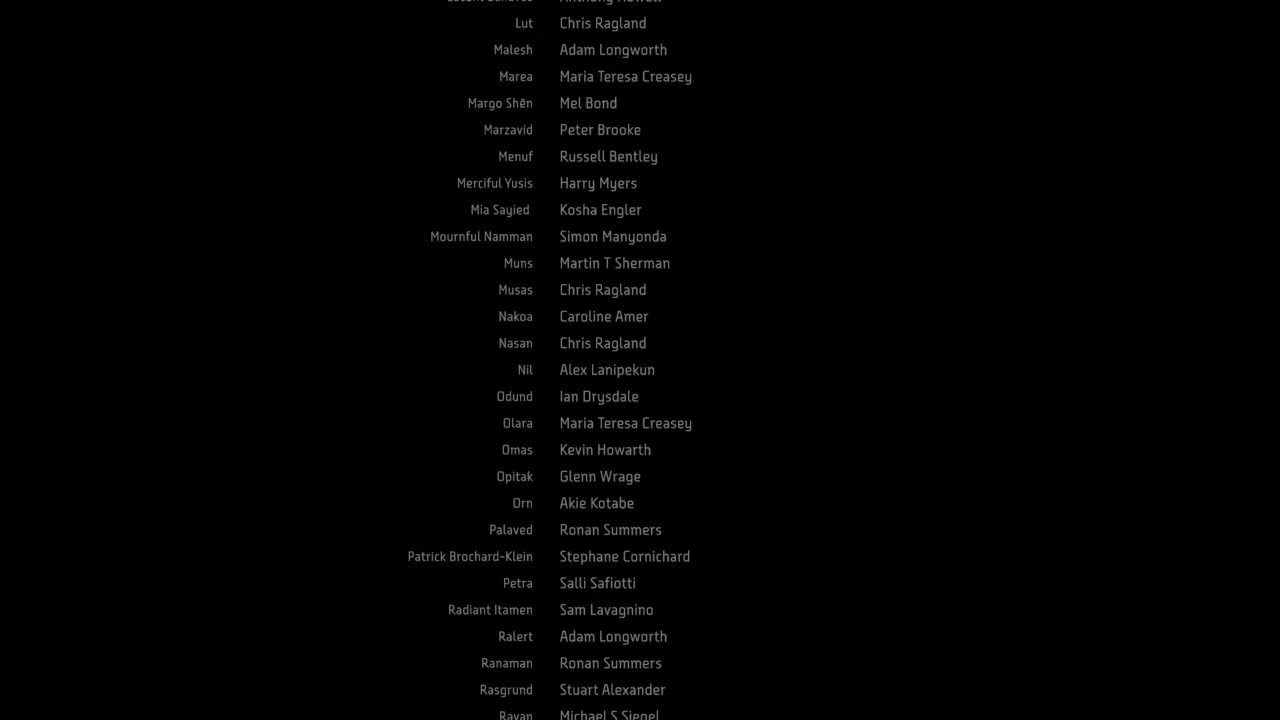 Lut Chris Ragland
Malesh Adam Longworth
Marea Maria Teresa Creasey
Margo Shĕn Mel Bond
Marzavid Peter Brooke
Menuf Russell Bentley
Merciful Yusis Harry Myers
Mia Sayied Kosha Engler
Mournful Namman Simon Manyonda
Muns Martin T Sherman
Musas Chris Ragland
Nakoa Caroline Amer
Nasan Chris Ragland
Nil Alex Lanipekun
Odund Ian Drysdale
Olara Maria Teresa Creasey
Omas Kevin Howarth
Opitak Glenn Wrage
Orn Akie Kotabe
Palaved Ronan Summers
Patrick Brochard-Klein Stephane Cornichard
Petra Salli Safiotti
Radiant Itamen Sam Lavagnino
Ralert Adam Longworth
Ranaman Ronan Summers
Rasgrund Stuart Alexander
Ravan Michael S Siegel